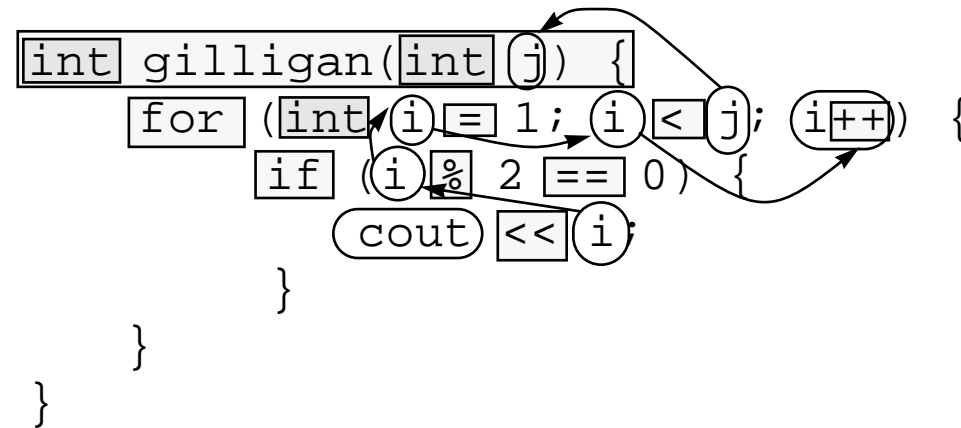 int gilligan(int j) {
for (int i = 1; i < j; i++) {
if (i % 2 == 0) {
cout << i;
}
}
}